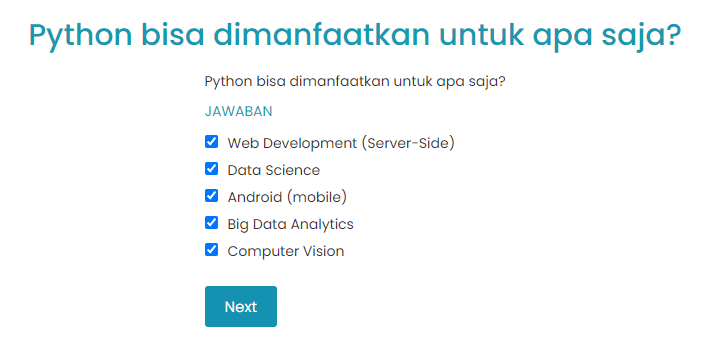 Python bisa dimanfaatkan untuk apa saja?
Python bisa dimanfaatkan untuk apa saja?
JAWABAN
Web Development (Server-Side)
Data Science
Android (mobile)
Big Data Analytics
Computer Vision
Next